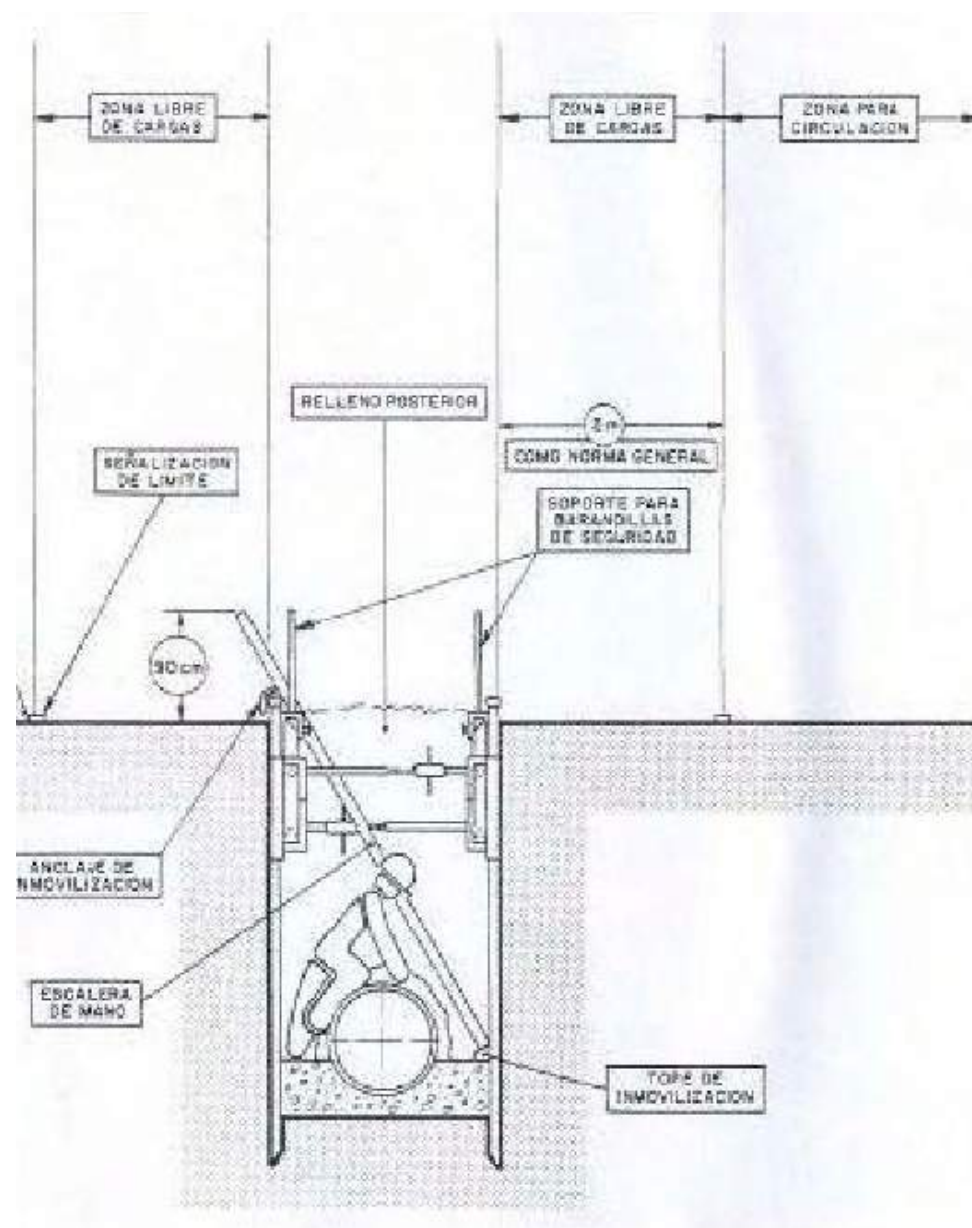 ZONA LIBRE
DE CARGAS
ZONA LIBRE
DE CARGAS
ZONA PARA
CIRCULACION
RELLENO POSTERIOR
2 m
COMO NORMA GENERAL
SEÑALIZACION
DE LIMITE
SOPORTE PARA
BARANDILLAS
DE SEGURIDAD
90 cm
ANCLAJE DE
INMOVILIZACION
ESCALERA
DE MANO
TOPE DE
INMOVILIZACION